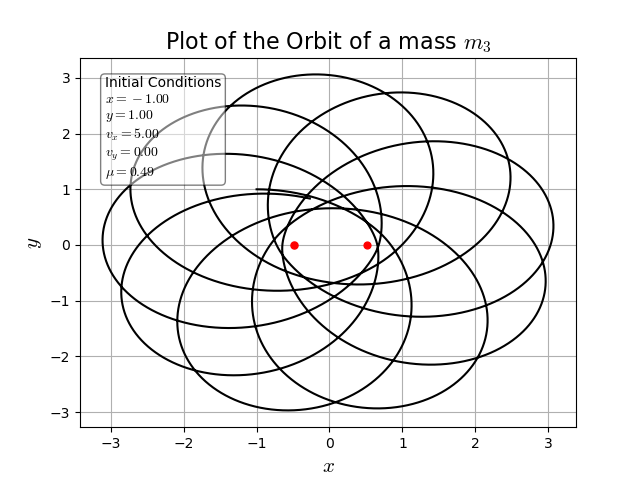 Plot of the Orbit of a mass m₃
Initial Conditions
x = −1.00
y = 1.00
vₓ = 5.00
v_y = 0.00
μ = 0.49
3
2
1
0
−1
−2
−3
y
−3 −2 −1 0 1 2 3
x